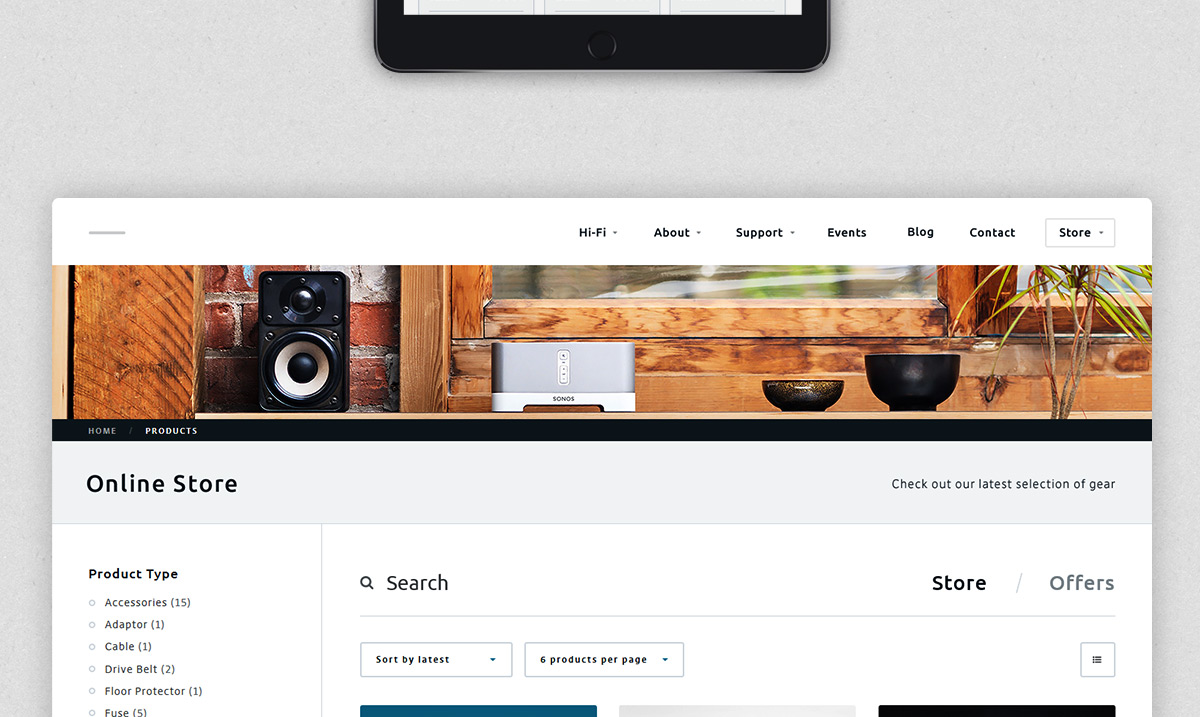 Hi-Fi About Support Events Blog Contact Store
SONOS
HOME / PRODUCTS
Online Store
Check out our latest selection of gear
Product Type
Accessories (15)
Adaptor (1)
Cable (1)
Drive Belt (2)
Floor Protector (1)
Fuse (5)
Search
Store / Offers
Sort by latest
6 products per page